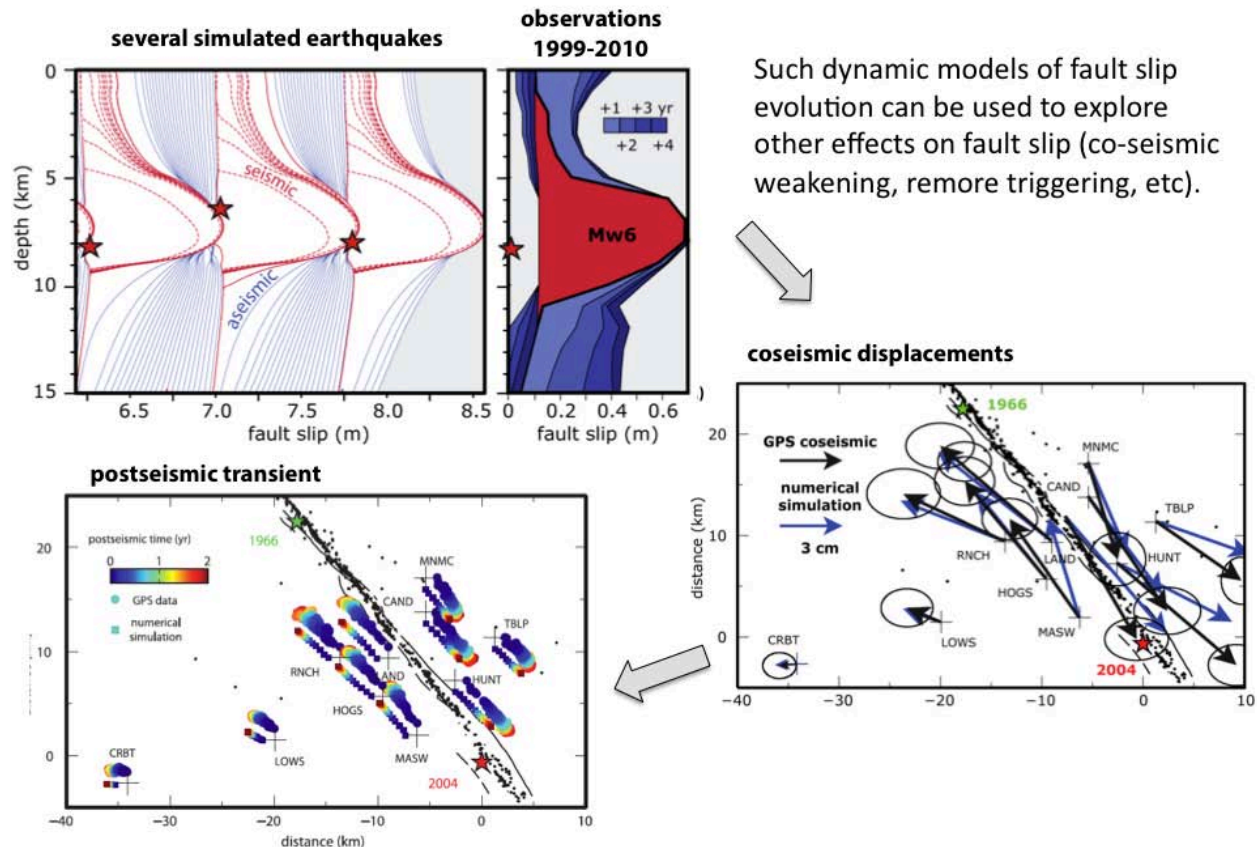 several simulated earthquakes
observations
1999-2010
0
5
10
15
depth (km)
seismic
aseismic
6.5
7.0
7.5
8.0
8.5
fault slip (m)
+1
+3 yr
+2
+4
Mw6
0
0.2
0.4
0.6
fault slip (m)
Such dynamic models of fault slip
evolution can be used to explore
other effects on fault slip (co-seismic
weakening, remore triggering, etc).
coseismic displacements
1966
GPS coseismic
numerical
simulation
3 cm
MNMC
CAND
TBLP
RNCH
LAND
HUNT
HOGS
MASW
LOWS
CRBT
2004
distance (km)
20
10
0
−40
−30
−20
−10
0
10
postseismic transient
1966
postseismic time (yr)
0
1
2
GPS data
numerical
simulation
MNMC
CAND
TBLP
RNCH
LAND
HUNT
HOGS
MASW
LOWS
CRBT
2004
20
10
0
−40
−30
−20
−10
0
10
distance (km)